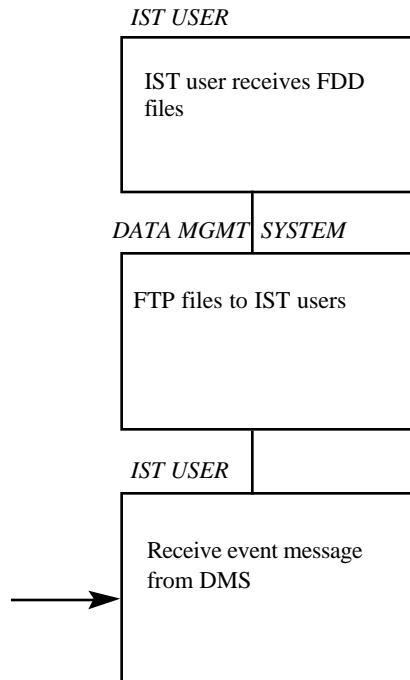 IST USER
IST user receives FDD
files
DATA MGMT SYSTEM
FTP files to IST users
IST USER
Receive event message
from DMS